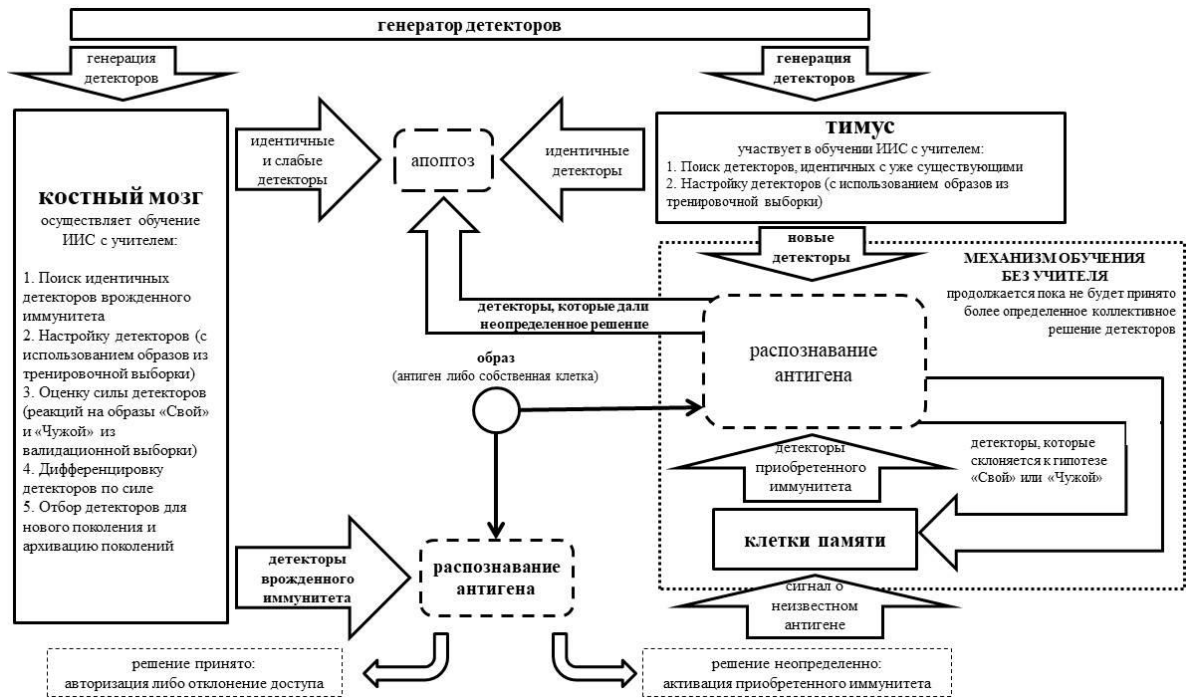 генератор детекторов
генерация
детекторов
генерация
детекторов
костный мозг
осуществляет обучение
ИИС с учителем:
1. Поиск идентичных
детекторов врожденного
иммунитета
2. Настройку детекторов (с
использованием образов из
тренировочной выборки)
3. Оценку силы детекторов
(реакций на образы «Свой»
и «Чужой» из
валидационной выборки)
4. Дифференцировку
детекторов по силе
5. Отбор детекторов для
нового поколения и
архивацию поколений
идентичные
и слабые
детекторы
апоптоз
идентичные
детекторы
тимус
участвует в обучении ИИС с учителем:
1. Поиск детекторов, идентичных с уже существующими
2. Настройку детекторов (с использованием образов из
тренировочной выборки)
новые
детекторы
МЕХАНИЗМ ОБУЧЕНИЯ
БЕЗ УЧИТЕЛЯ
продолжается пока не будет принято
более определенное коллективное
решение детекторов
детекторы, которые дали
неопределенное решение
распознавание
антигена
образ
(антиген либо собственная клетка)
детекторы, которые
склоняется к гипотезе
«Свой» или «Чужой»
детекторы
приобретенного
иммунитета
клетки памяти
сигнал о
неизвестном
антигене
детекторы
врожденного
иммунитета
распознавание
антигена
решение принято:
авторизация либо отклонение доступа
решение неопределенно:
активация приобретенного иммунитета